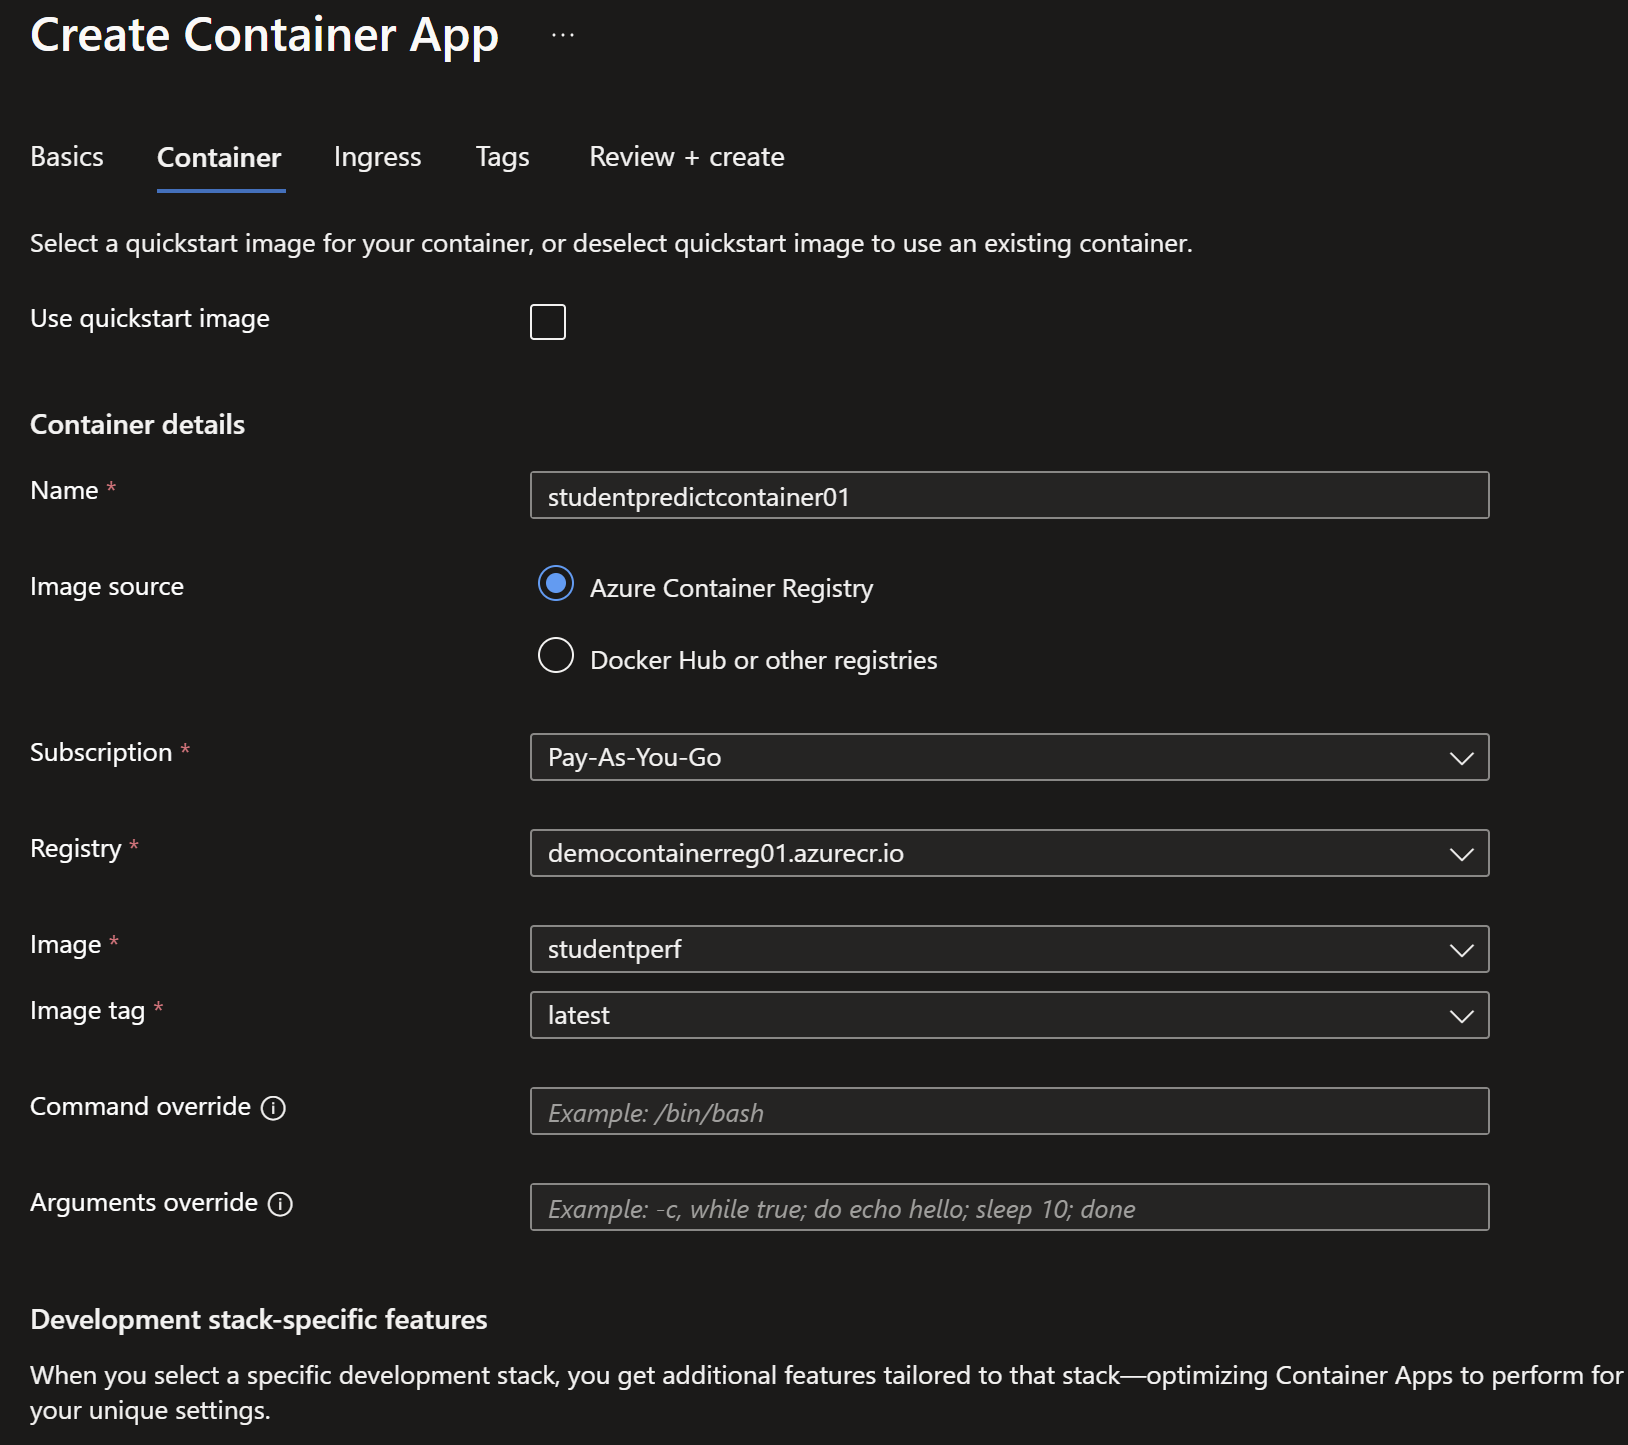 Create Container App ...
Basics Container Ingress Tags Review + create
Select a quickstart image for your container, or deselect quickstart image to use an existing container.
Use quickstart image
Container details
Name *
studentpredictcontainer01
Image source
Azure Container Registry
Docker Hub or other registries
Subscription *
Pay-As-You-Go
Registry *
democontainerreg01.azurecr.io
Image *
studentperf
Image tag *
latest
Command override
Example: /bin/bash
Arguments override
Example: -c, while true; do echo hello; sleep 10; done
Development stack-specific features
When you select a specific development stack, you get additional features tailored to that stack—optimizing Container Apps to perform for
your unique settings.